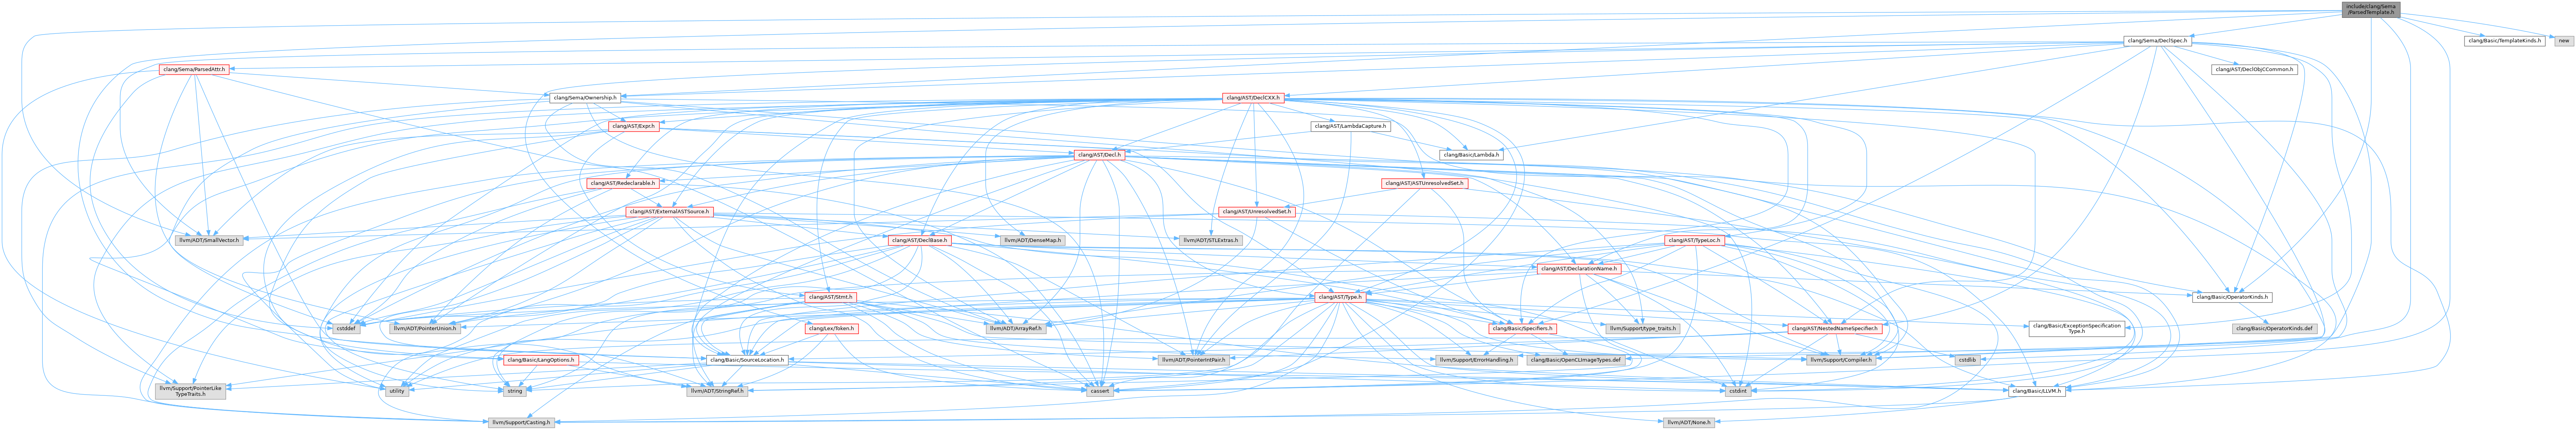 include/clang/Sema
/ParsedTemplate.h
clang/Sema/DeclSpec.h
clang/Basic/TemplateKinds.h
new
clang/Sema/ParsedAttr.h
clang/AST/DeclObjCCommon.h
clang/Sema/Ownership.h
clang/AST/DeclCXX.h
clang/AST/Expr.h
clang/AST/LambdaCapture.h
clang/AST/Decl.h
clang/Basic/Lambda.h
clang/AST/Redeclarable.h
clang/AST/ASTUnresolvedSet.h
clang/AST/ExternalASTSource.h
clang/AST/UnresolvedSet.h
llvm/ADT/SmallVector.h
clang/AST/DeclBase.h
llvm/ADT/DenseMap.h
llvm/ADT/STLExtras.h
clang/AST/TypeLoc.h
clang/AST/DeclarationName.h
clang/AST/Stmt.h
clang/AST/Type.h
clang/Basic/OperatorKinds.h
cstddef
llvm/ADT/PointerUnion.h
clang/Lex/Token.h
llvm/ADT/ArrayRef.h
clang/Basic/Specifiers.h
llvm/Support/type_traits.h
clang/AST/NestedNameSpecifier.h
clang/Basic/ExceptionSpecification
Type.h
clang/Basic/OperatorKinds.def
clang/Basic/LangOptions.h
clang/Basic/SourceLocation.h
llvm/ADT/PointerIntPair.h
llvm/Support/ErrorHandling.h
clang/Basic/OpenCLImageTypes.def
llvm/Support/Compiler.h
cstdlib
llvm/Support/PointerLike
TypeTraits.h
utility
string
llvm/ADT/StringRef.h
cassert
cstdint
clang/Basic/LLVM.h
llvm/Support/Casting.h
llvm/ADT/None.h